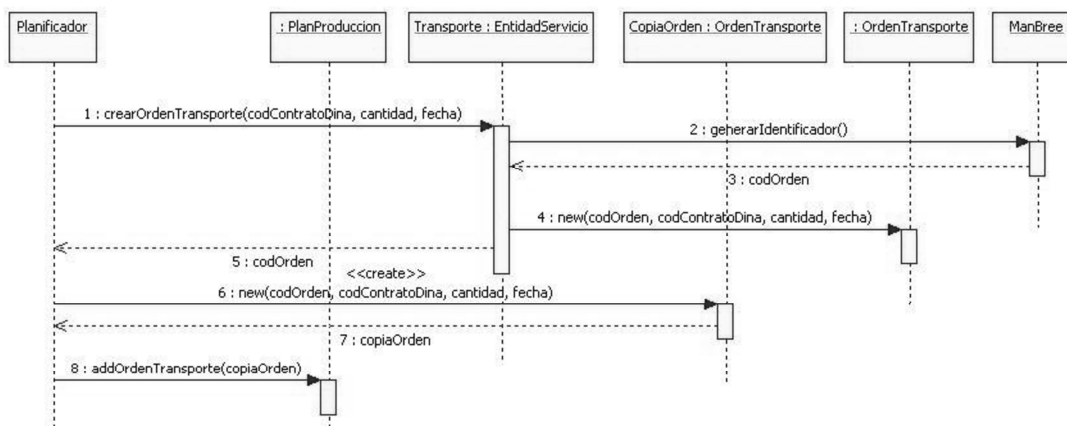 Planificador
: PlanProduccion
Transporte : EntidadServicio
CopiaOrden : OrdenTransporte
: OrdenTransporte
ManBree
1 : crearOrdenTransporte(codContratoDina, cantidad, fecha)
2 : geherarIdentificador()
3 : codOrden
4 : new(codOrden, codContratoDina, cantidad, fecha)
5 : codOrden
<<create>>
6 : new(codOrden, codContratoDina, cantidad, fecha)
7 : copiaOrden
8 : addOrdenTransporte(copiaOrden)